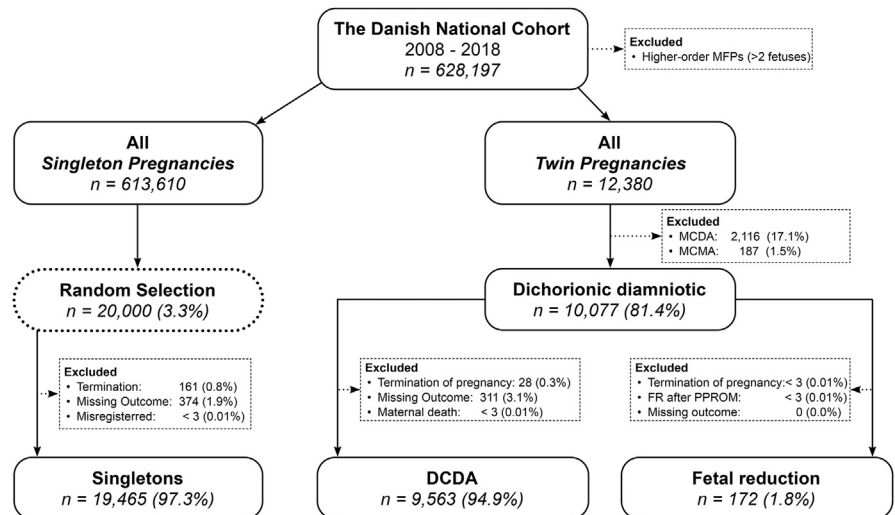 The Danish National Cohort
2008 - 2018
n = 628,197
Excluded
• Higher-order MFPs (>2 fetuses)
All
Singleton Pregnancies
n = 613,610
All
Twin Pregnancies
n = 12,380
Excluded
• MCDA: 2,116 (17.1%)
• MCMA: 187 (1.5%)
Random Selection
n = 20,000 (3.3%)
Dichorionic diamniotic
n = 10,077 (81.4%)
Excluded
• Termination: 161 (0.8%)
• Missing Outcome: 374 (1.9%)
• Misregistered: < 3 (0.01%)
Excluded
• Termination of pregnancy: 28 (0.3%)
• Missing Outcome: 311 (3.1%)
• Maternal death: < 3 (0.01%)
Excluded
• Termination of pregnancy:< 3 (0.01%)
• FR after PPROM: < 3 (0.01%)
• Missing outcome: 0 (0.0%)
Singletons
n = 19,465 (97.3%)
DCDA
n = 9,563 (94.9%)
Fetal reduction
n = 172 (1.8%)